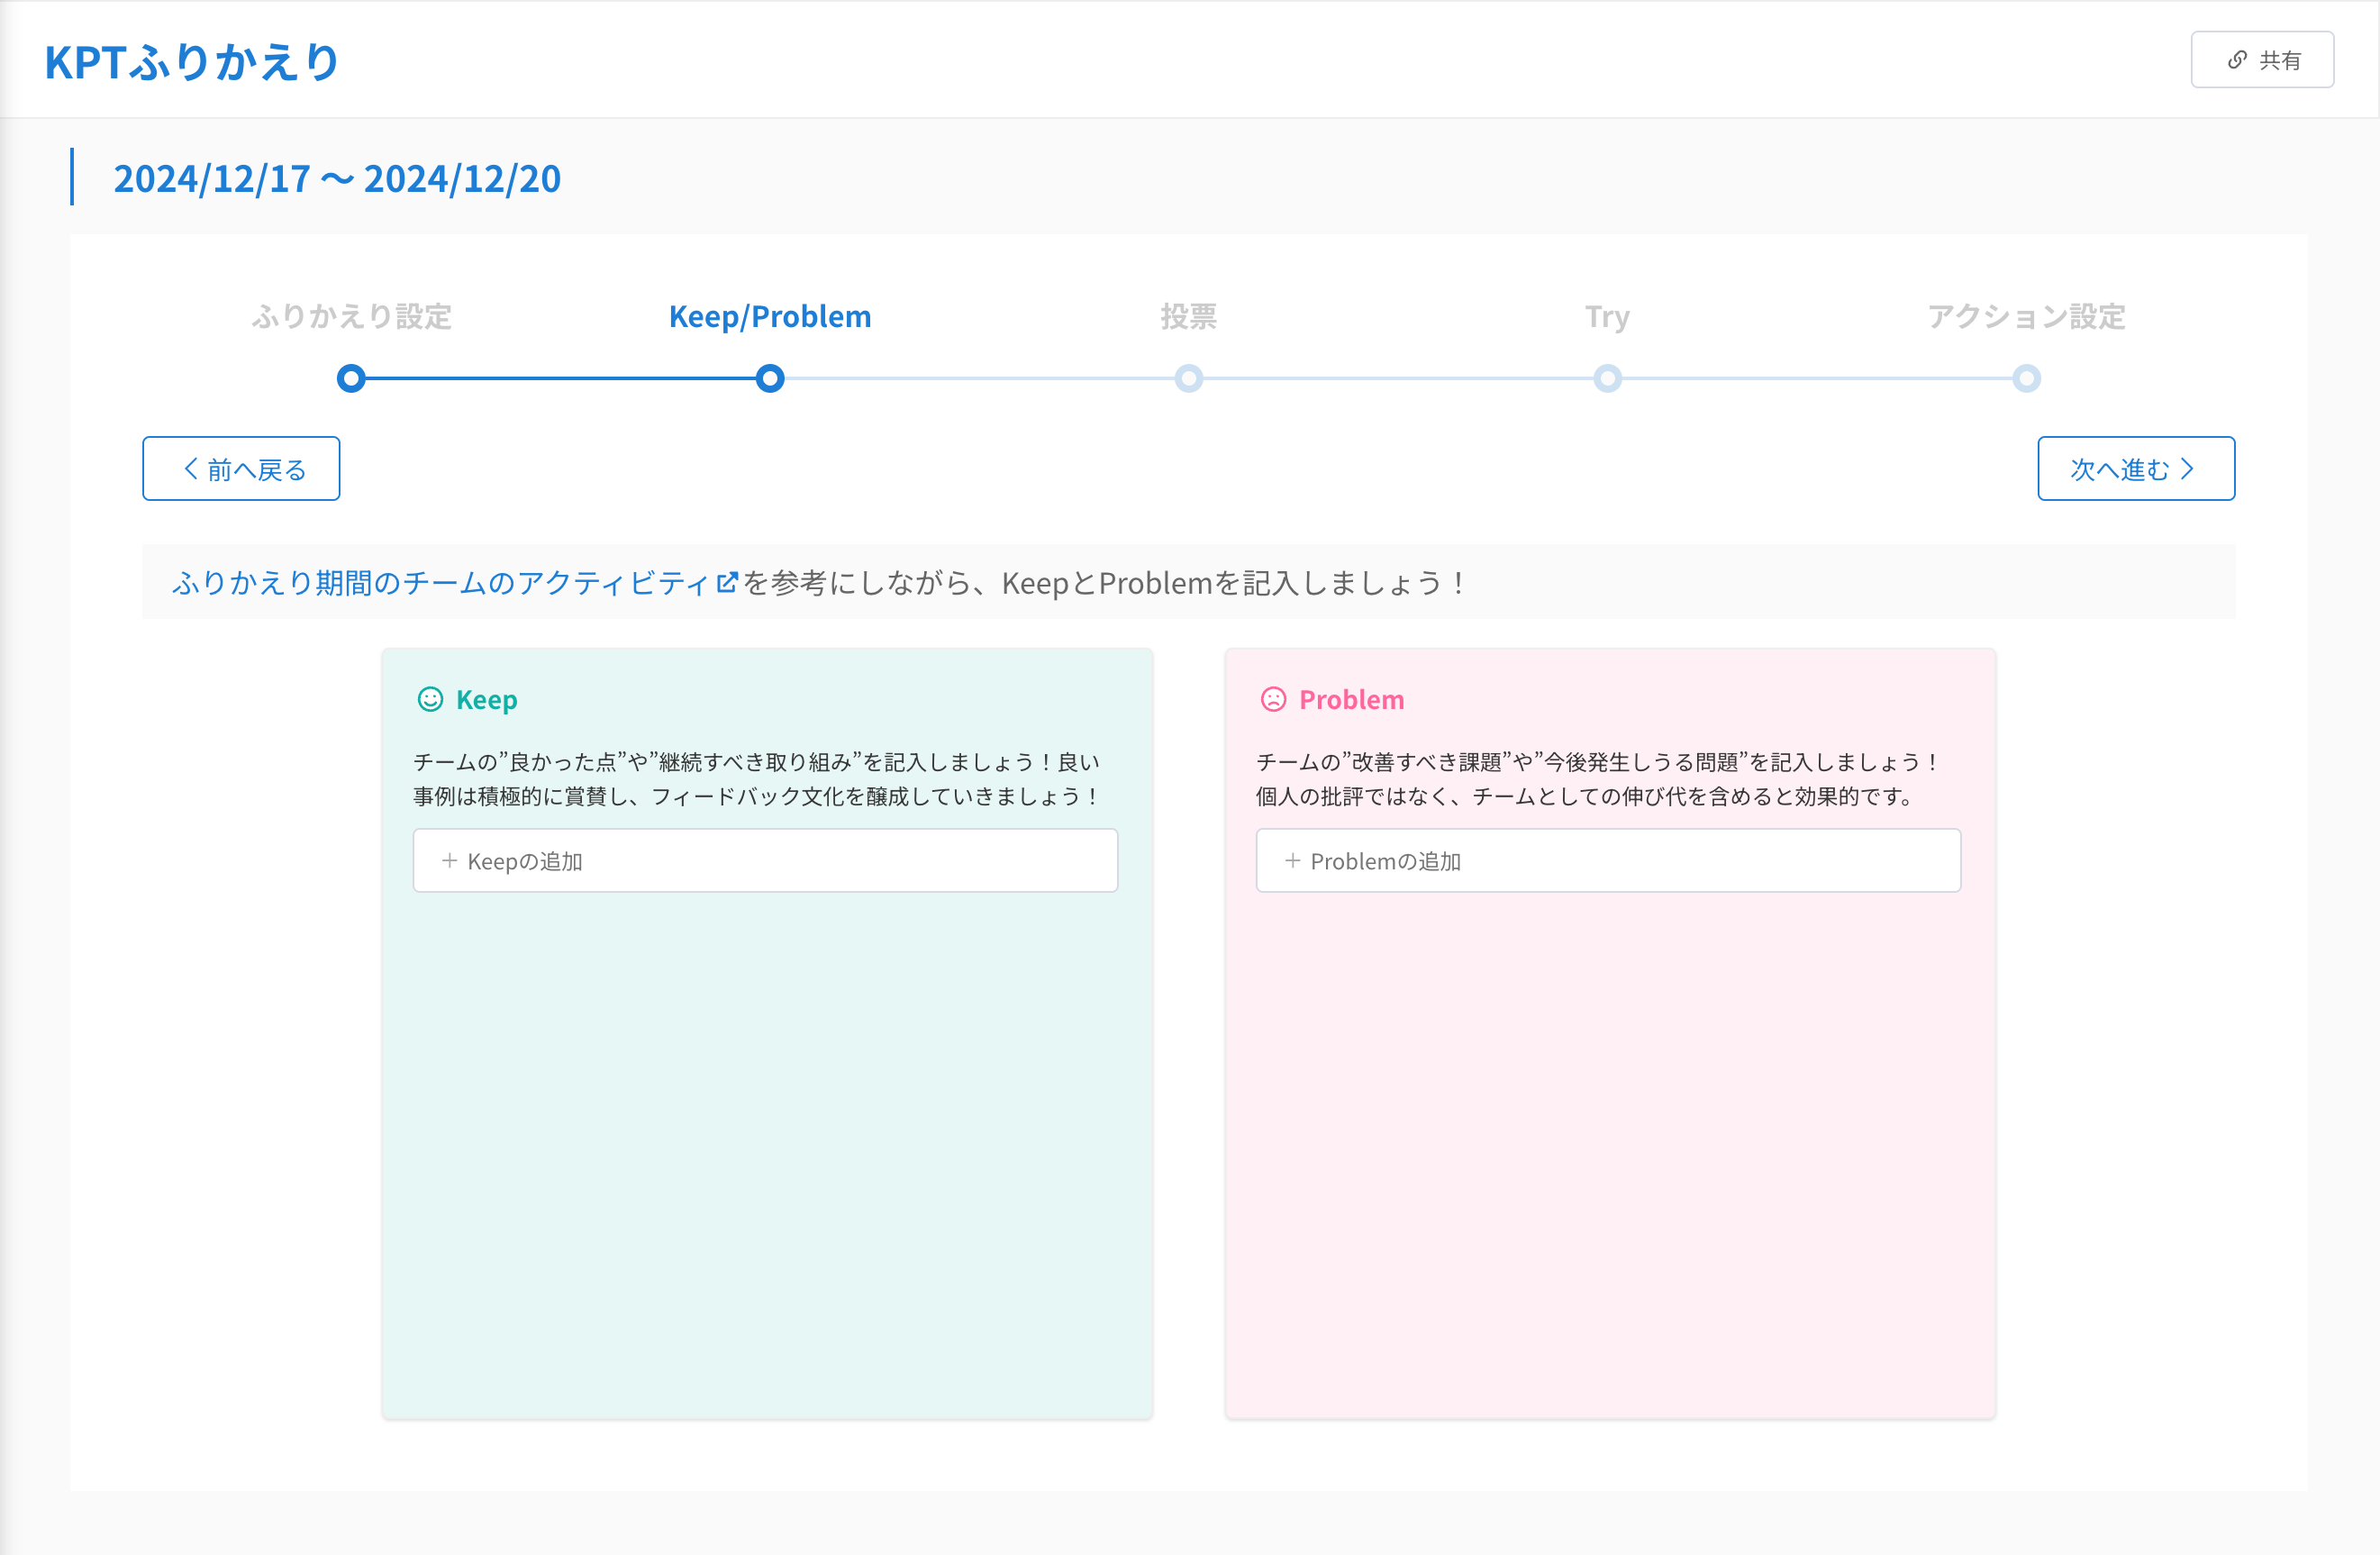 KPTふりかえり
共有
2024/12/17 〜 2024/12/20
ふりかえり設定
Keep/Problem
投票
Try
アクション設定
前へ戻る
次へ進む
ふりかえり期間のチームのアクティビティを参考にしながら、KeepとProblemを記入しましょう！
Keep
チームの”良かった点”や”継続すべき取り組み”を記入しましょう！良い
事例は積極的に賞賛し、フィードバック文化を醸成していきましょう！
+ Keepの追加
Problem
チームの”改善すべき課題”や”今後発生しうる問題”を記入しましょう！
個人の批評ではなく、チームとしての伸び代を含めると効果的です。
+ Problemの追加